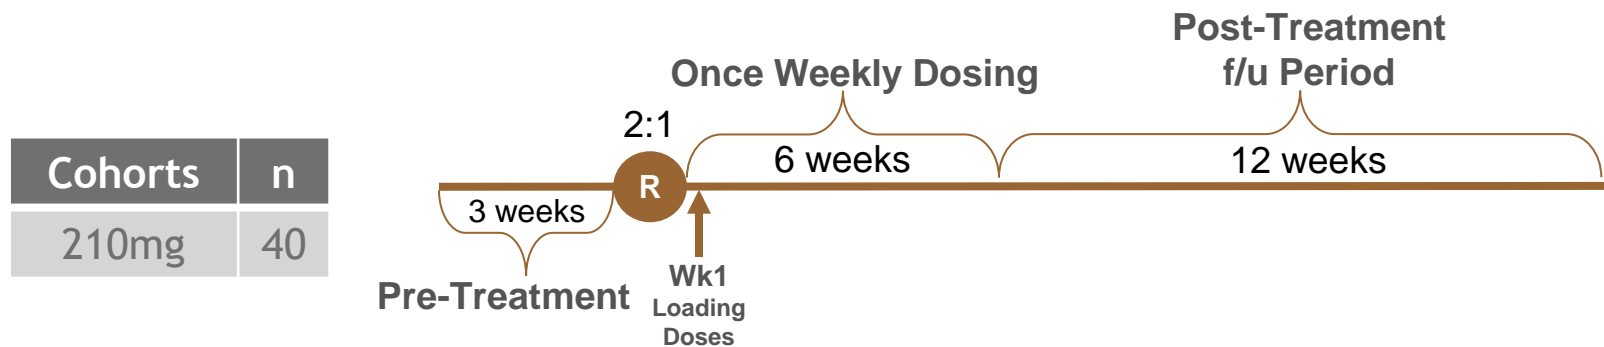 Cohorts n
210mg 40
Post-Treatment
f/u Period
Once Weekly Dosing
2:1
6 weeks
12 weeks
R
3 weeks
Pre-Treatment
Wk1
Loading
Doses